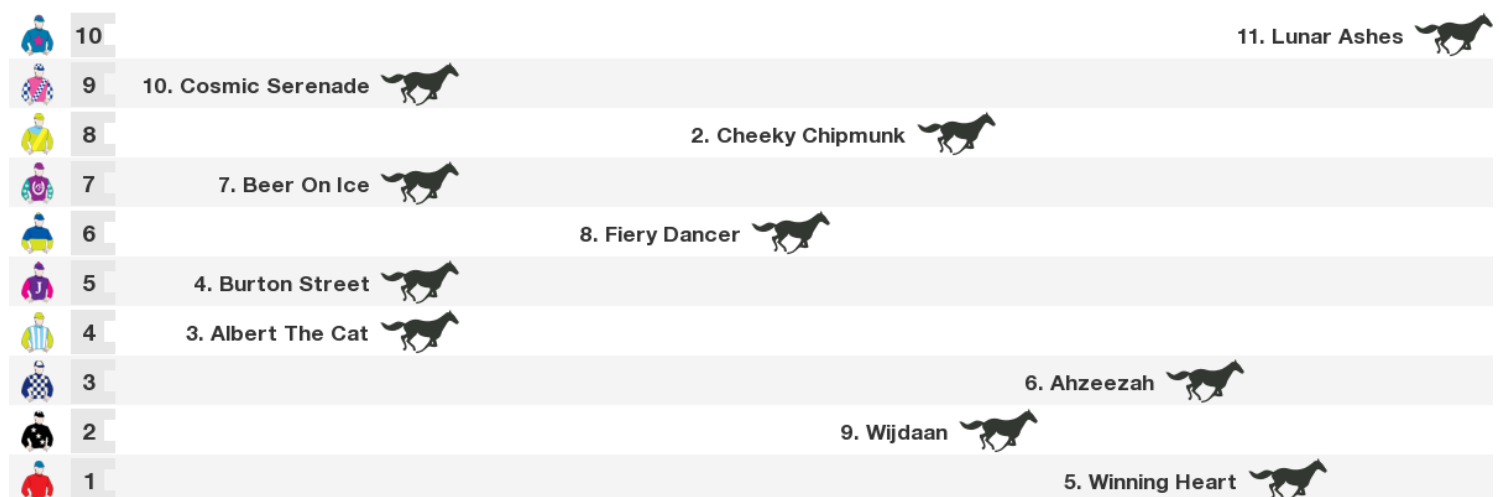 10 11. Lunar Ashes
9 10. Cosmic Serenade
8 2. Cheeky Chipmunk
7 7. Beer On Ice
6 8. Fiery Dancer
5 J 4. Burton Street
4 3. Albert The Cat
3 6. Ahzeezah
2 9. Wijdaan
1 5. Winning Heart